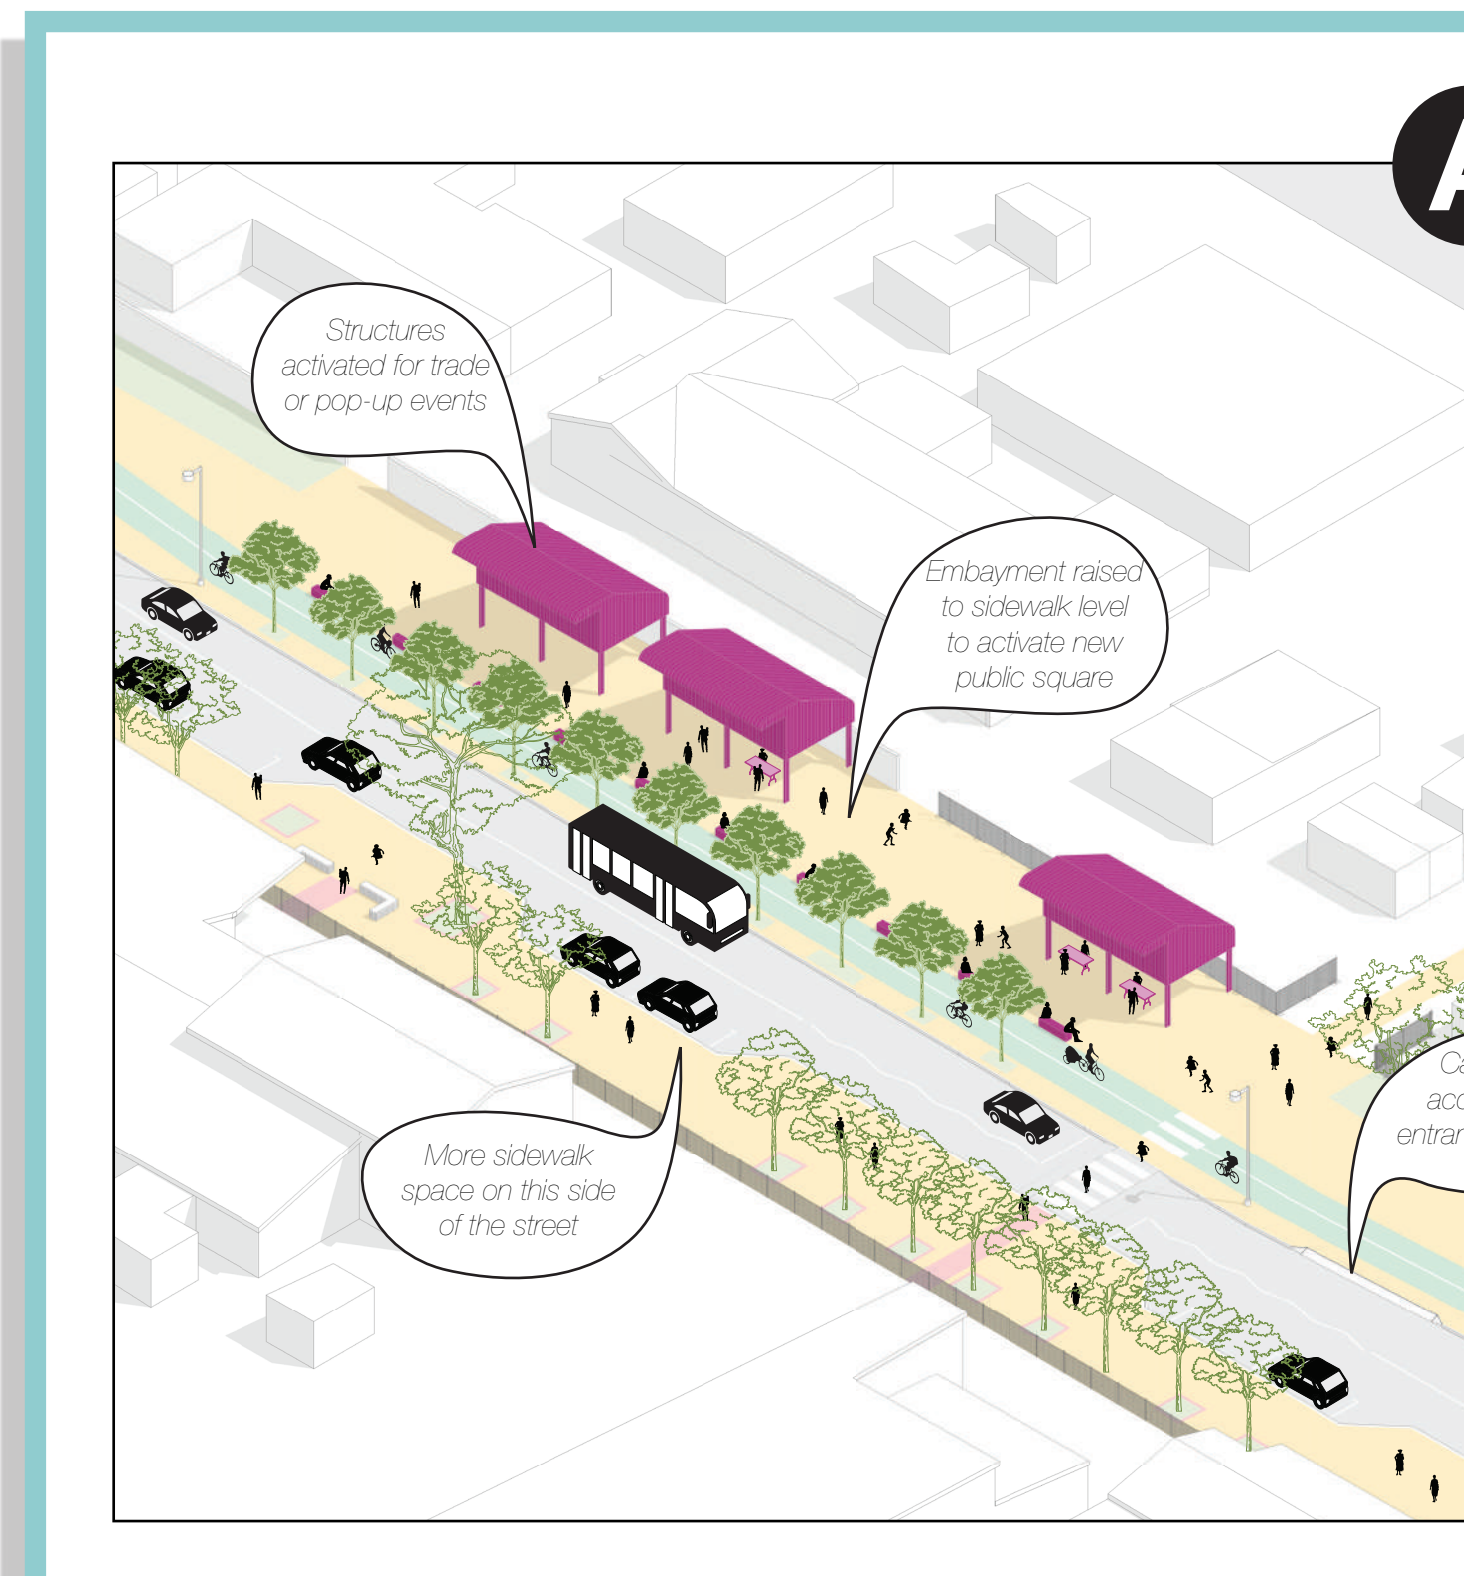 A
Structures
activated for trade
or pop-up events
Embayment raised
to sidewalk level
to activate new
public square
More sidewalk
space on this side
of the street